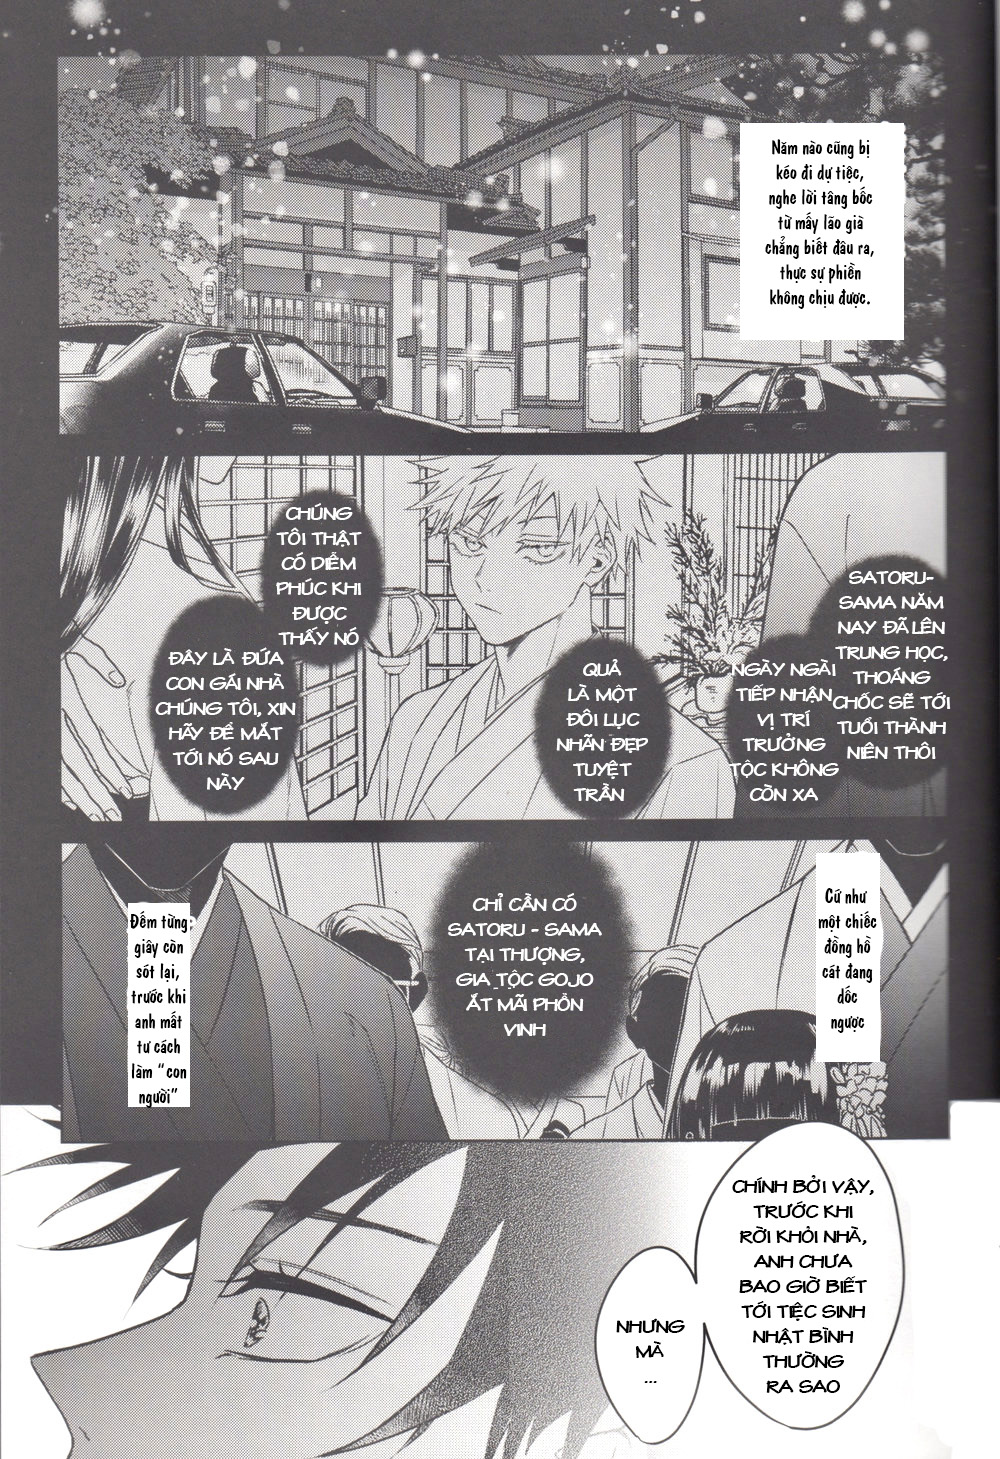 Năm nào cũng bị
kéo đi dự tiệc,
nghe lời tâng bốc
từ mấy lão già
chẳng biết đâu ra,
thực sự phiền
không chịu được.
SATORU-
SAMA NĂM
NAY ĐÃ LÊN
TRUNG HỌC,
THOÁNG
CHỐC SẼ TỚI
TUỔI THÀNH
NIÊN THÔI
NGÀY NGÀI
TIẾP NHẬN
VỊ TRÍ
TRƯỞNG
TỘC KHÔNG
CÒN XA
QUẢ
LÀ MỘT
ĐÔI LỤC
NHÃN ĐẸP
TUYỆT
TRẦN
CHÚNG
TÔI THẬT
CÓ DIỄM
PHÚC KHI
ĐƯỢC
THẤY NÓ
ĐÂY LÀ ĐỨA
CON GÁI NHÀ
CHÚNG TÔI, XIN
HÃY ĐỂ MẮT
TỚI NÓ SAU
NÀY
Cứ như
một chiếc
đồng hồ
cát đang
dốc
ngược
CHỈ CẦN CÓ
SATORU - SAMA
TẠI THƯỢNG,
GIA TỘC GOJO
ẮT MÃI PHỒN
VINH
Đếm từng
giây còn
sót lại,
trước khi
anh mất
tư cách
làm “con
người”
CHÍNH BỞI VẬY,
TRƯỚC KHI
RỜI KHỎI NHÀ,
ANH CHƯA
BAO GIỜ BIẾT
TỚI TIỆC SINH
NHẬT BÌNH
THƯỜNG
RA SAO
NHƯNG
MÀ
...